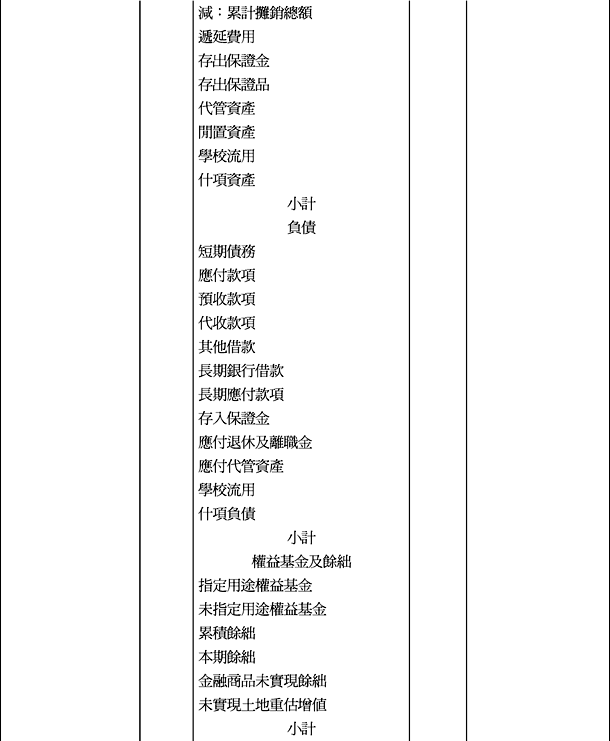 減：累計攤銷總額
遞延費用
存出保證金
存出保證品
代管資產
閒置資產
學校流用
什項資產
小計
負債
短期債務
應付款項
預收款項
代收款項
其他借款
長期銀行借款
長期應付款項
存入保證金
應付退休及離職金
應付代管資產
學校流用
什項負債
小計
權益基金及餘絀
指定用途權益基金
未指定用途權益基金
累積餘絀
本期餘絀
金融商品未實現餘絀
未實現土地重估增値
小計